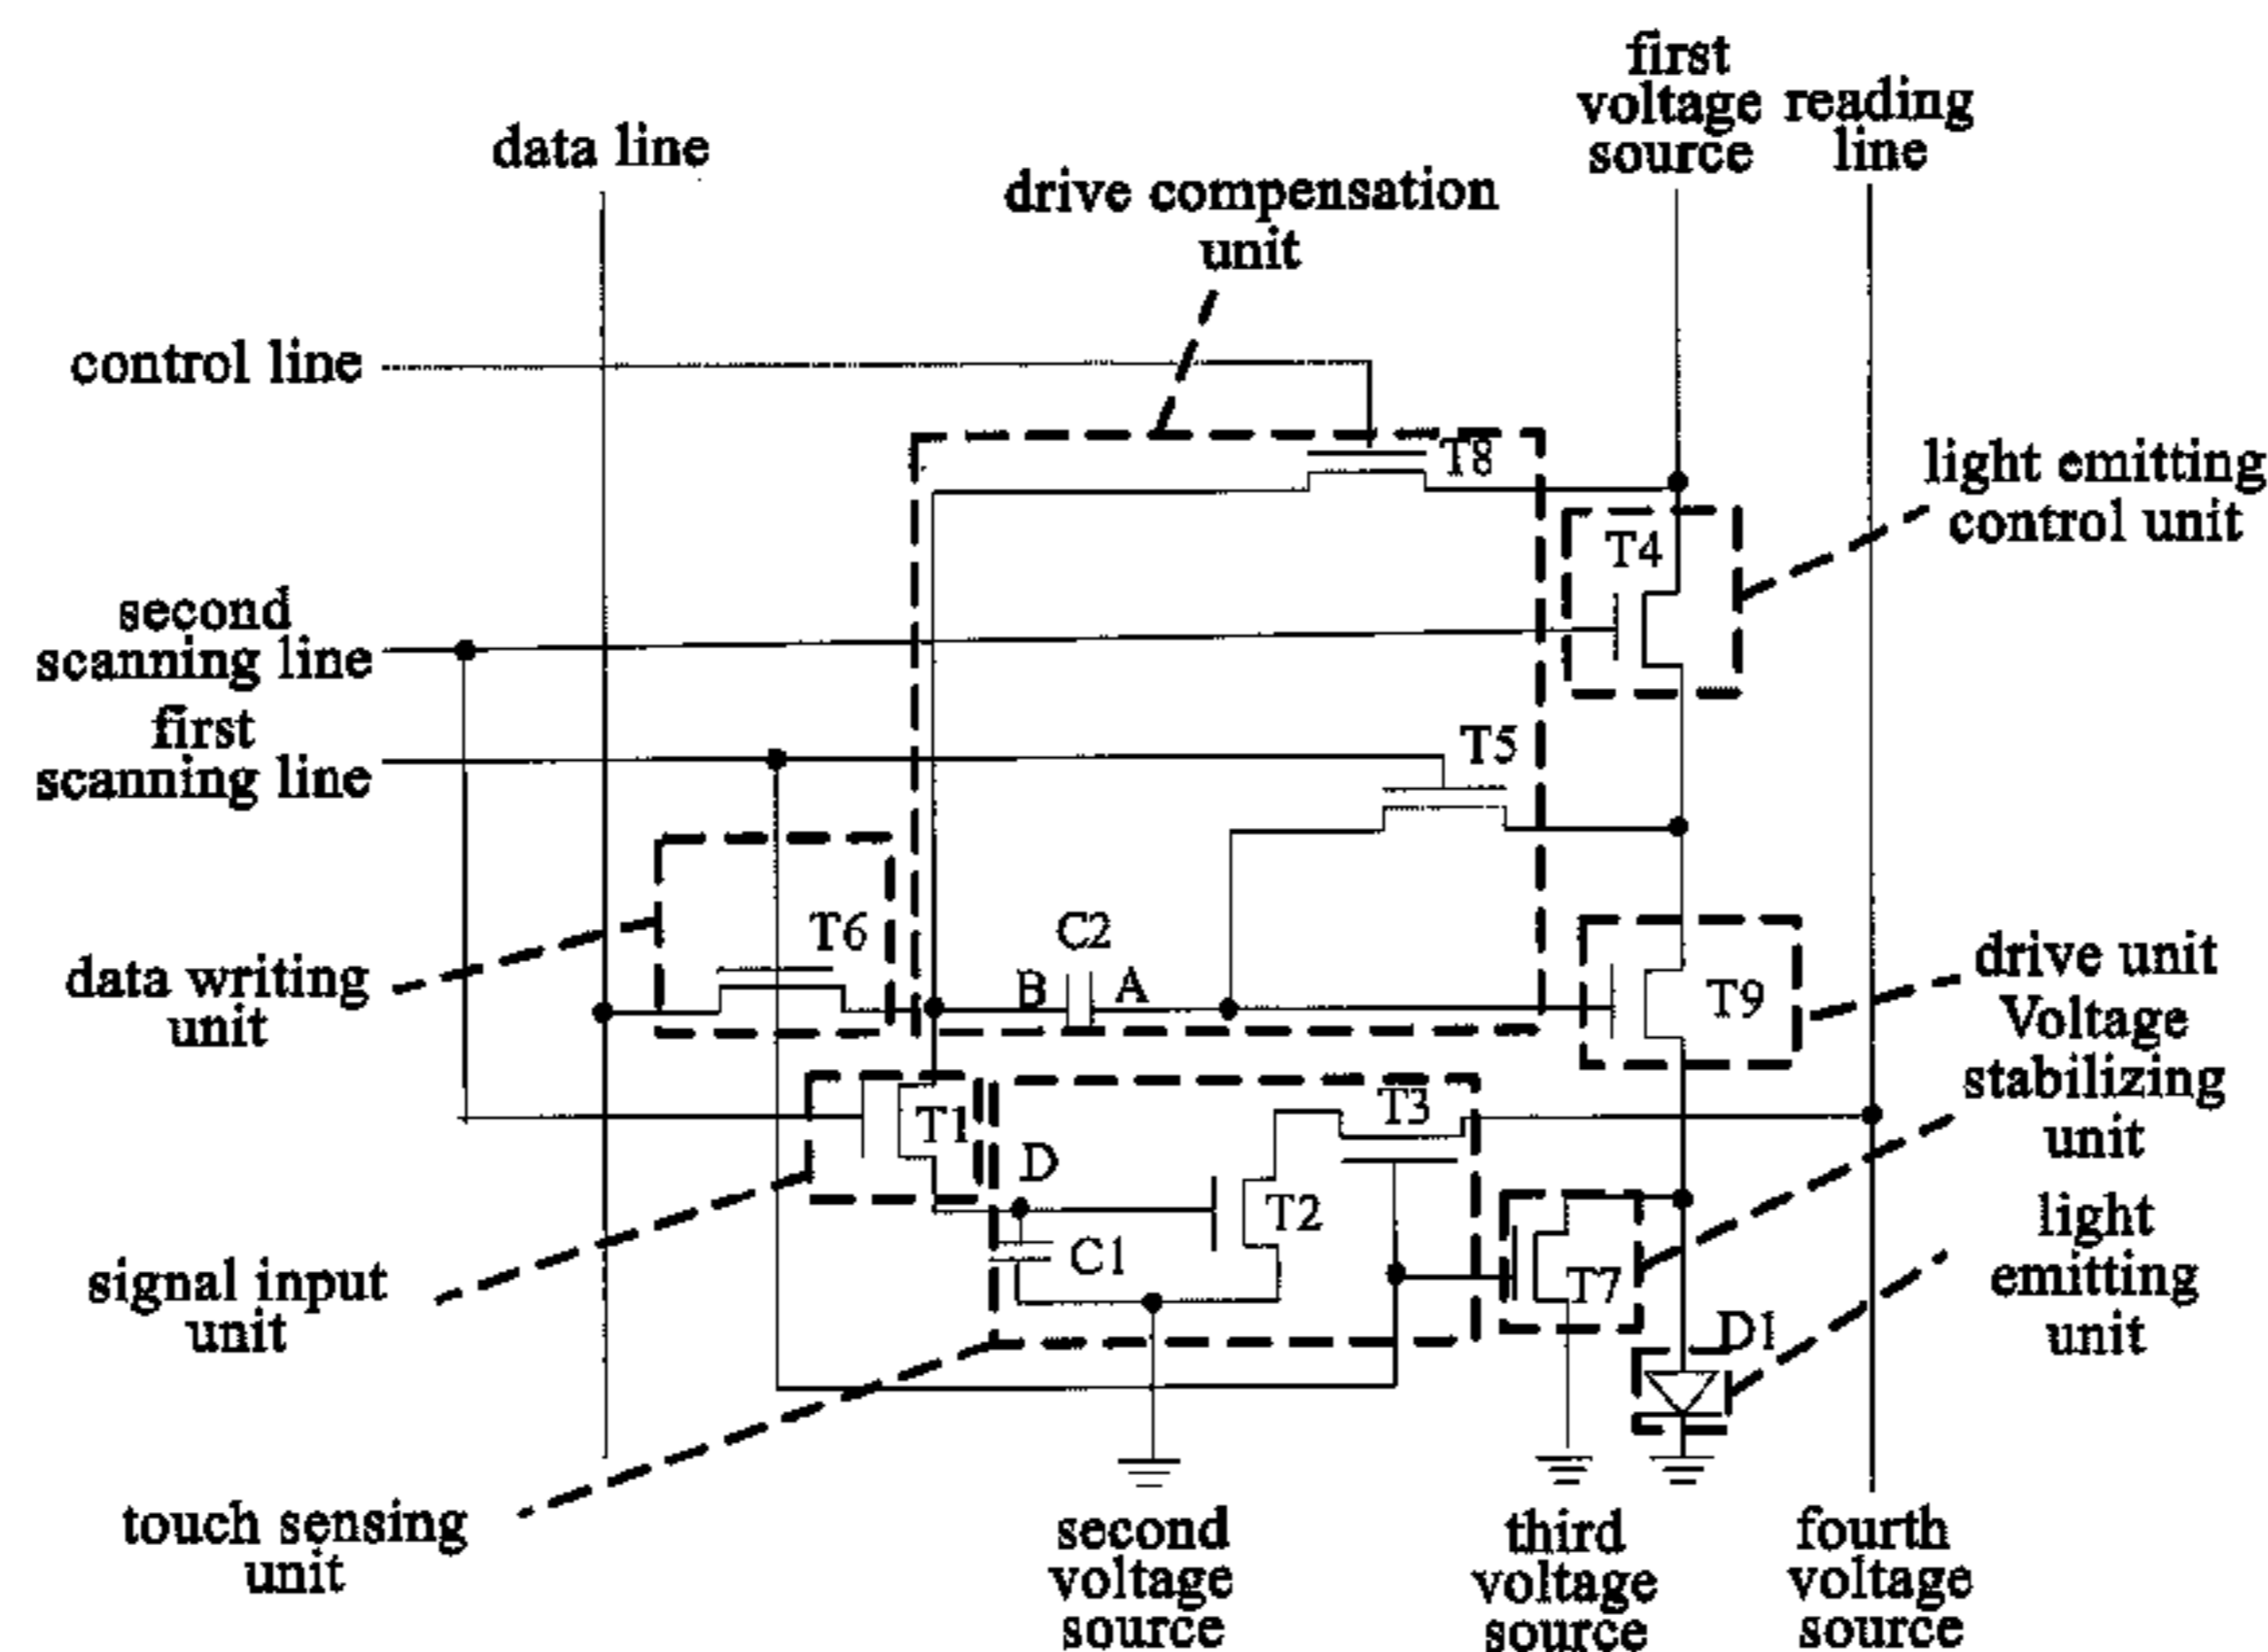 first
voltage
source
reading
line
data line
drive compensation
unit
control line
T8
light emitting
control unit
T4
second
scanning line
first
scanning line
T5
T6
C2
B
A
T9
data writing
unit
drive unit
Voltage
stabilizing
unit
T1
T3
D
T2
C1
T7
signal input
unit
light
emitting
unit
D1
touch sensing
unit
second
voltage
source
third
voltage
source
fourth
voltage
source